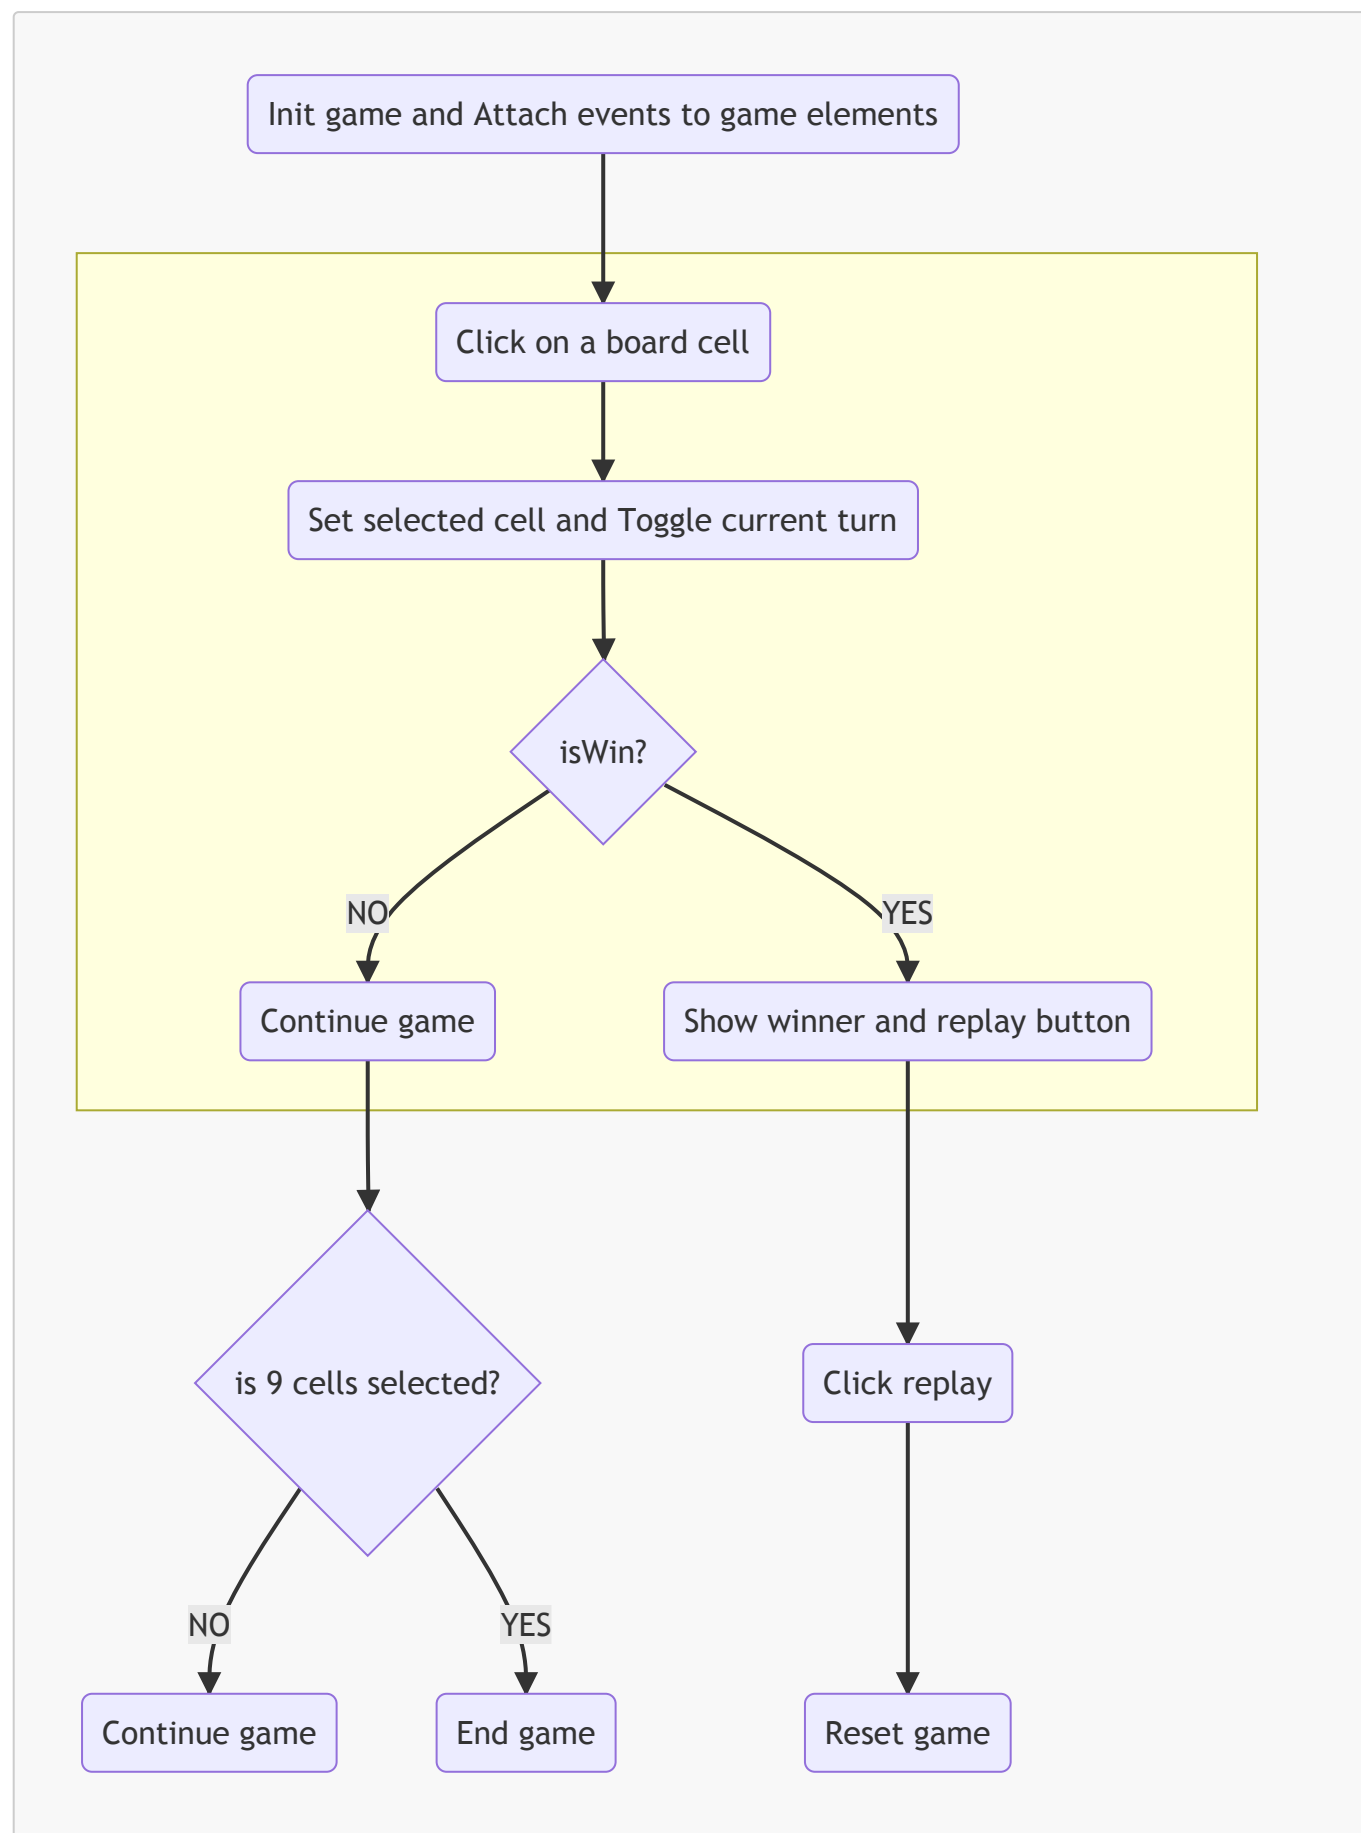 Init game and Attach events to game elements
Click on a board cell
Set selected cell and Toggle current turn
isWin?
NO
YES
Continue game
Show winner and replay button
is 9 cells selected?
Click replay
NO
YES
Continue game
End game
Reset game